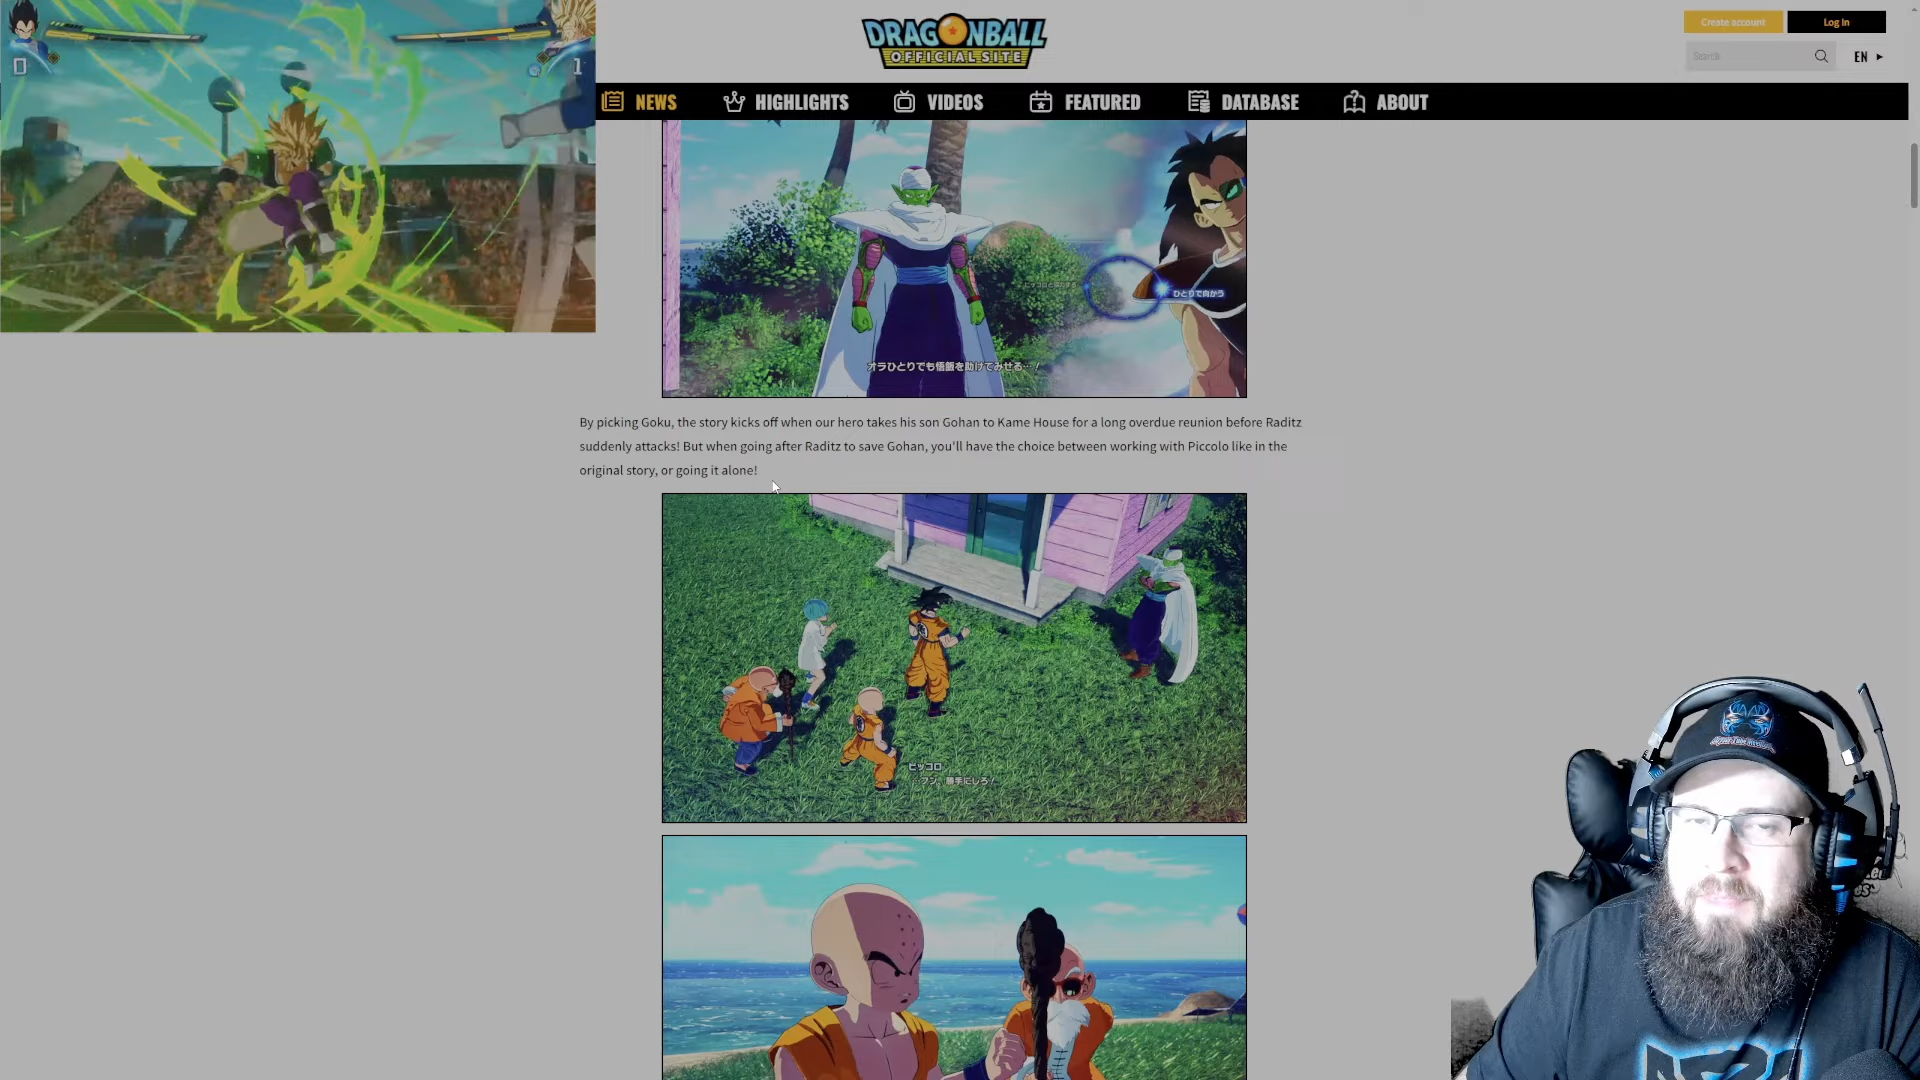 0
1
DRAGONBALL
OFFICIAL SITE
Create account
Log in
Search
EN
NEWS
HIGHLIGHTS
VIDEOS
FEATURED
DATABASE
ABOUT
ひとりで向かう
オラひとりでも悟飯を助けてみせる…!
By picking Goku, the story kicks off when our hero takes his son Gohan to Kame House for a long overdue reunion before Raditz
suddenly attacks! But when going after Raditz to save Gohan, you'll have the choice between working with Piccolo like in the
original story, or going it alone!
ピッコロ
フン、勝手にしろ!